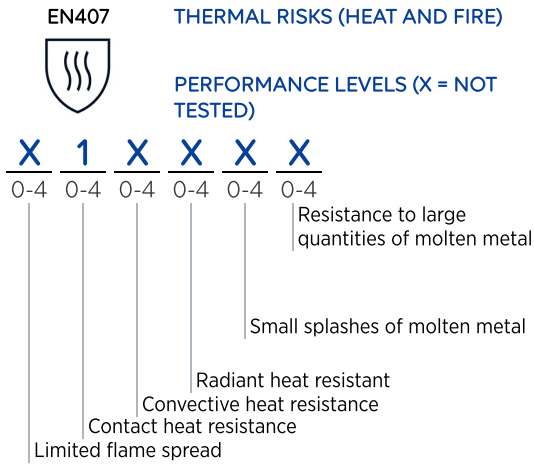 EN407
THERMAL RISKS (HEAT AND FIRE)
PERFORMANCE LEVELS (X = NOT
TESTED)
X 1 X X X X
0-4 0-4 0-4 0-4 0-4 0-4
Resistance to large
quantities of molten metal
Small splashes of molten metal
Radiant heat resistant
Convective heat resistance
Contact heat resistance
Limited flame spread